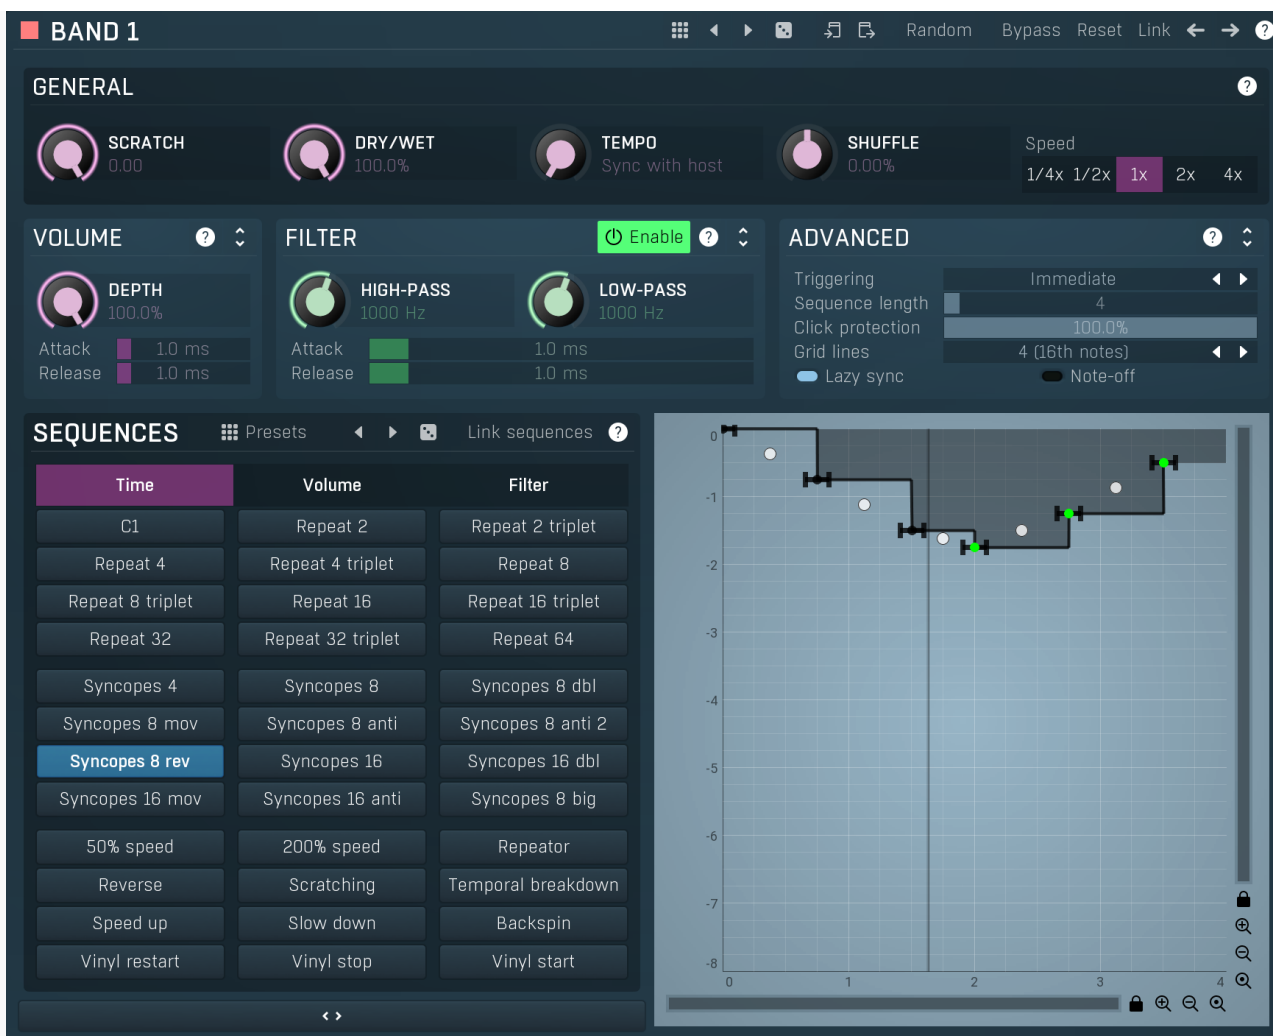 BAND 1 Random Bypass Reset Link ?
GENERAL ?
SCRATCH
0.00
DRY/WET
100.0%
TEMPO
Sync with host
SHUFFLE
0.00%
Speed
1/4x 1/2x 1x 2x 4x
VOLUME ?
DEPTH
100.0%
Attack 1.0 ms
Release 1.0 ms
FILTER Enable ?
HIGH-PASS
1000 Hz
LOW-PASS
1000 Hz
Attack 1.0 ms
Release 1.0 ms
ADVANCED ?
Triggering Immediate
Sequence length 4
Click protection 100.0%
Grid lines 4 (16th notes)
Lazy sync Note-off
SEQUENCES Presets Link sequences ?
Time Volume Filter
C1 Repeat 2 Repeat 2 triplet
Repeat 4 Repeat 4 triplet Repeat 8
Repeat 8 triplet Repeat 16 Repeat 16 triplet
Repeat 32 Repeat 32 triplet Repeat 64
Syncopes 4 Syncopes 8 Syncopes 8 dbl
Syncopes 8 mov Syncopes 8 anti Syncopes 8 anti 2
Syncopes 8 rev Syncopes 16 Syncopes 16 dbl
Syncopes 16 mov Syncopes 16 anti Syncopes 8 big
50% speed 200% speed Repeator
Reverse Scratching Temporal breakdown
Speed up Slow down Backspin
Vinyl restart Vinyl stop Vinyl start
0
-1
-2
-3
-4
-5
-6
-7
-8
0 1 2 3 4